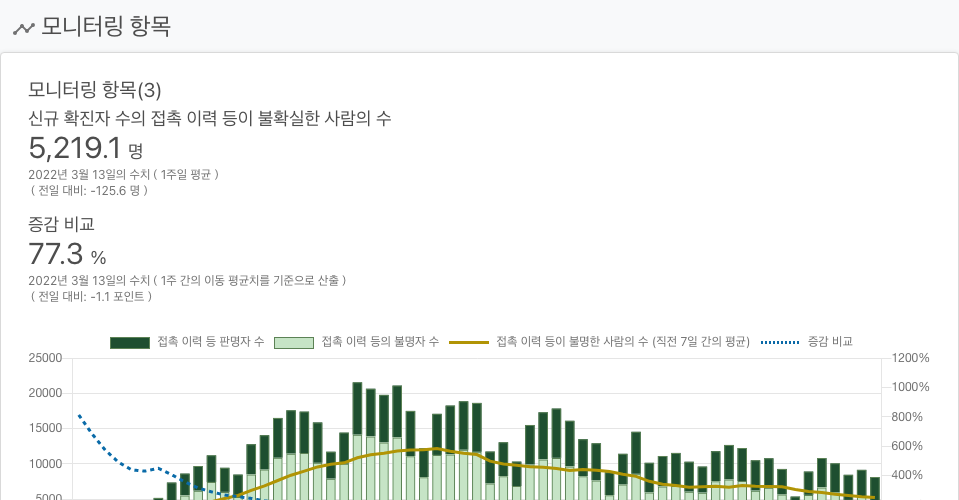 모니터링 항목
모니터링 항목(3)
신규 확진자 수의 접촉 이력 등이 불확실한 사람의 수
5,219.1 명
2022년 3월 13일의 수치 ( 1주일 평균 )
( 전일 대비: -125.6 명 )
증감 비교
77.3 %
2022년 3월 13일의 수치 ( 1주 간의 이동 평균치를 기준으로 산출 )
( 전일 대비: -1.1 포인트 )
접촉 이력 등 판명자 수 접촉 이력 등의 불명자 수 접촉 이력 등이 불명한 사람의 수 (직전 7일 간의 평균) 증감 비교
25000 1200%
20000 1000%
15000 800%
10000 600%
5000 400%